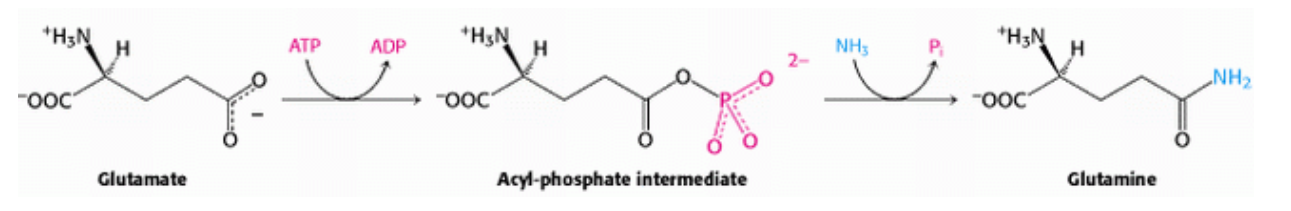 ⁺H₃N H
⁻OOC
O
O
−
Glutamate
ATP ADP
⁺H₃N H
⁻OOC
O
O
P
O
O O
2−
Acyl-phosphate intermediate
NH₃ Pᵢ
⁺H₃N H
⁻OOC
NH₂
O
Glutamine